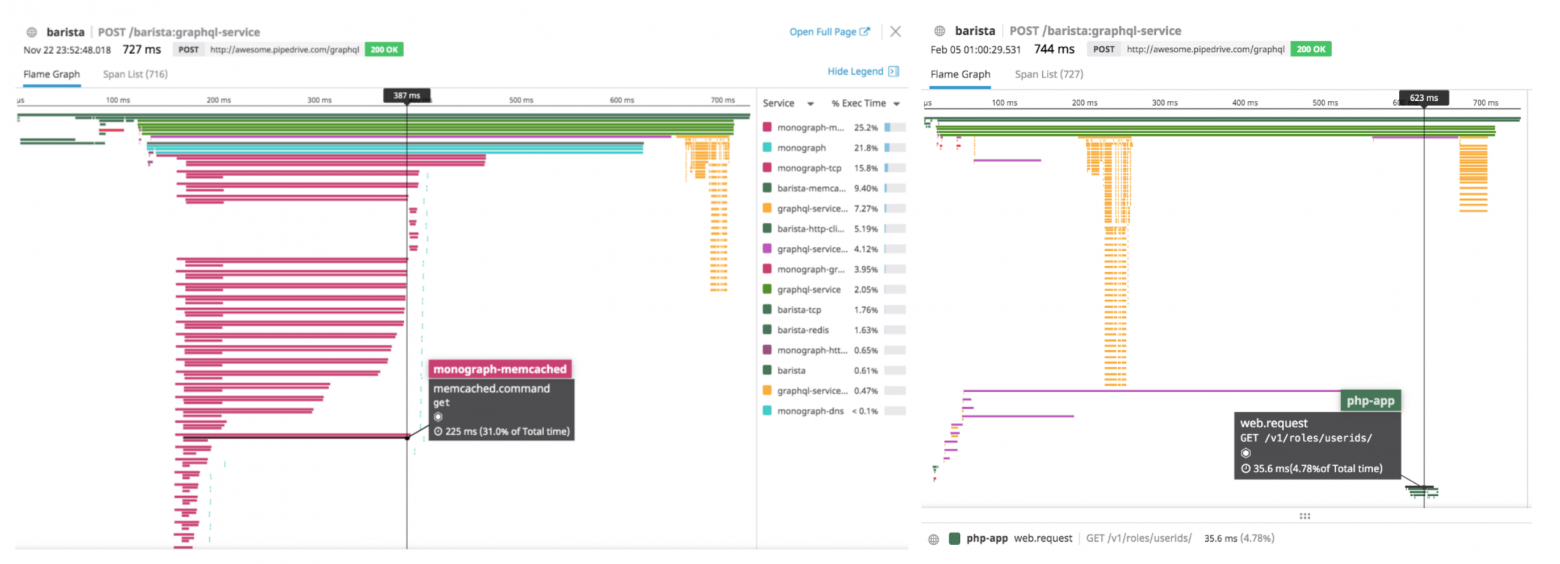 barista POST /barista:graphql-service
Open Full Page
Nov 22 23:52:48.018 727 ms POST http://awesome.pipedrive.com/graphql 200 OK
Flame Graph Span List (716)
Hide Legend
387 ms
µs 100 ms 200 ms 300 ms 500 ms 600 ms 700 ms
Service % Exec Time
monograph-m... 25.2%
monograph 21.8%
monograph-tcp 15.8%
barista-memca... 9.40%
graphql-service... 7.27%
barista-http-cli... 5.19%
graphql-service... 4.12%
monograph-gr... 3.95%
graphql-service 2.05%
barista-tcp 1.76%
barista-redis 1.63%
monograph-htt... 0.65%
barista 0.61%
graphql-service... 0.47%
monograph-dns < 0.1%
monograph-memcached
memcached.command
get
225 ms (31.0% of Total time)
barista POST /barista:graphql-service
Feb 05 01:00:29.531 744 ms POST http://awesome.pipedrive.com/graphql 200 OK
Flame Graph Span List (727)
623 ms
µs 100 ms 200 ms 300 ms 400 ms 500 ms 700 ms
php-app
web.request
GET /v1/roles/userids/
35.6 ms(4.78%of Total time)
php-app web.request GET /v1/roles/userids/ 35.6 ms (4.78%)